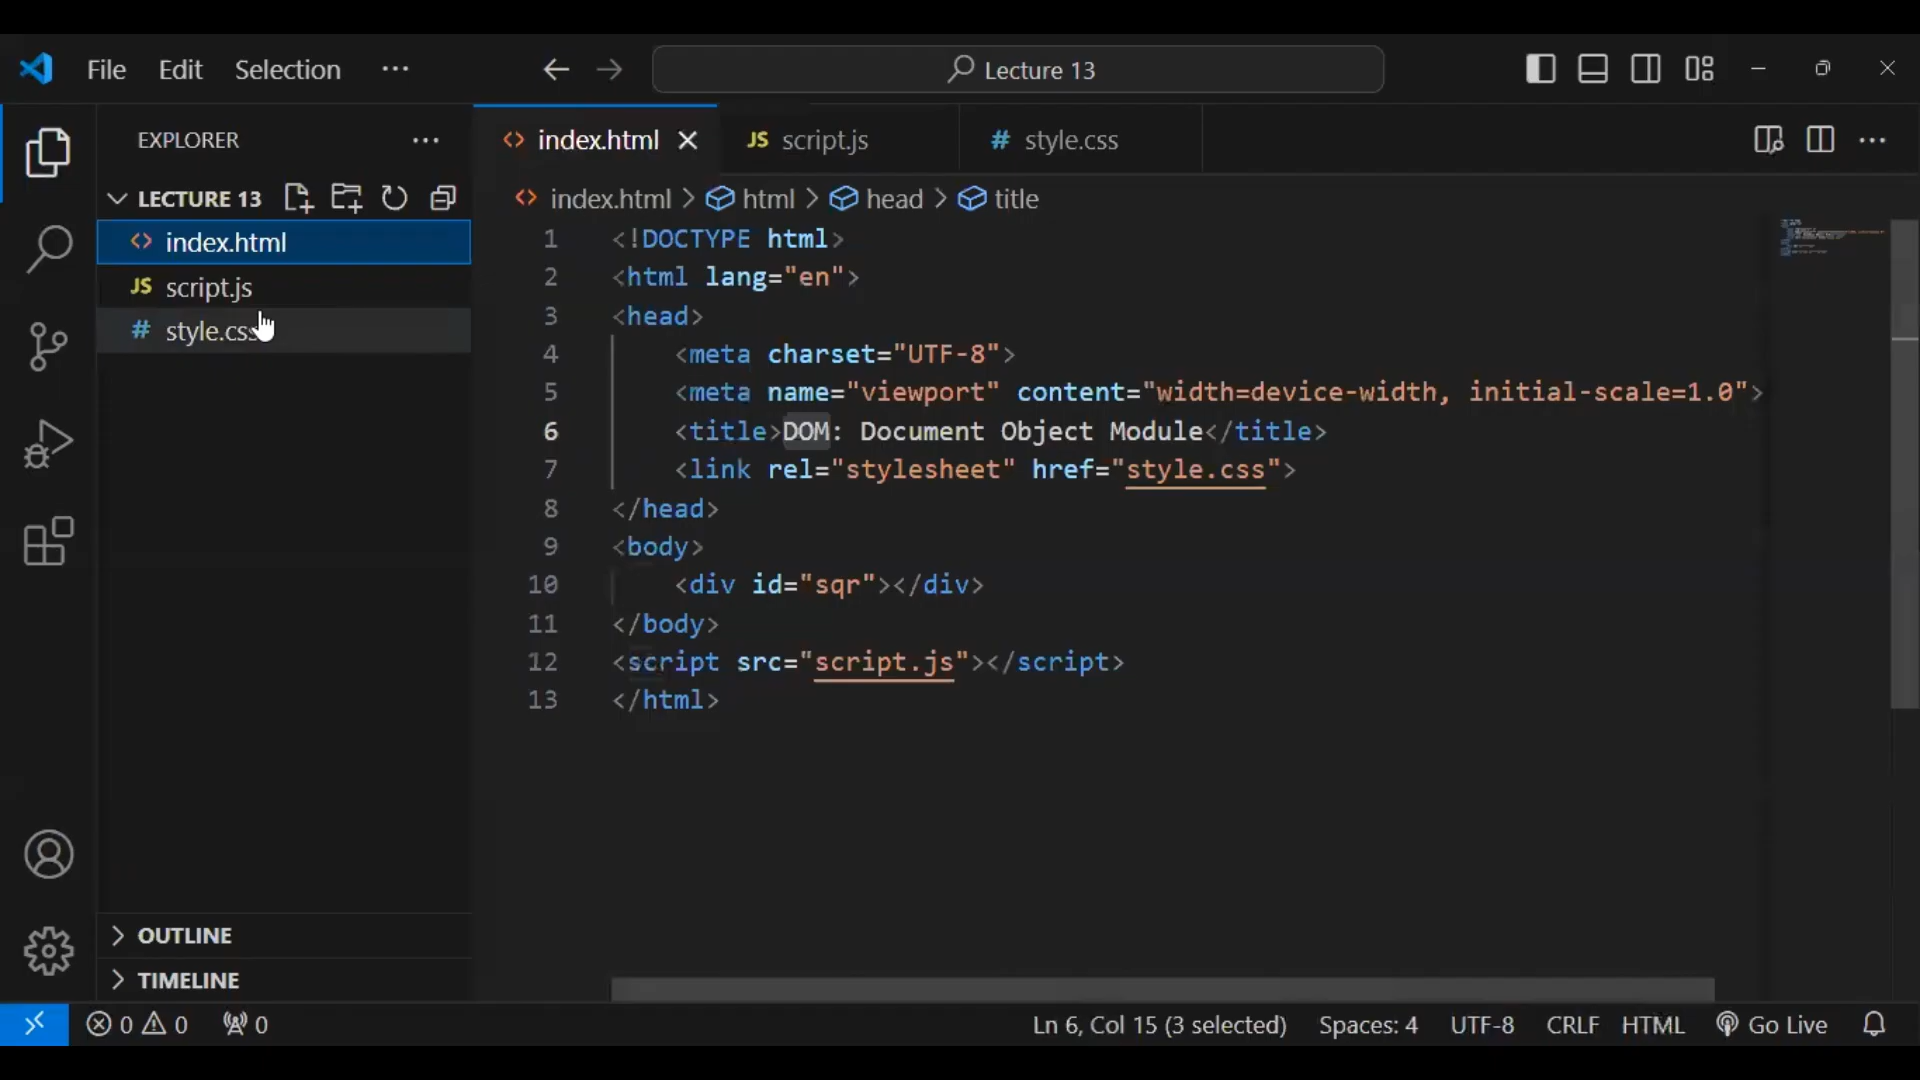 File Edit Selection ··· Lecture 13
EXPLORER ···
LECTURE 13
index.html
JS script.js
# style.css
OUTLINE
TIMELINE
index.html JS script.js # style.css
index.html > html > head > title
1 <!DOCTYPE html>
2 <html lang="en">
3 <head>
4 <meta charset="UTF-8">
5 <meta name="viewport" content="width=device-width, initial-scale=1.0">
6 <title>DOM: Document Object Module</title>
7 <link rel="stylesheet" href="style.css">
8 </head>
9 <body>
10 <div id="sqr"></div>
11 </body>
12 <script src="script.js"></script>
13 </html>
0 0 0 Ln 6, Col 15 (3 selected) Spaces: 4 UTF-8 CRLF HTML Go Live